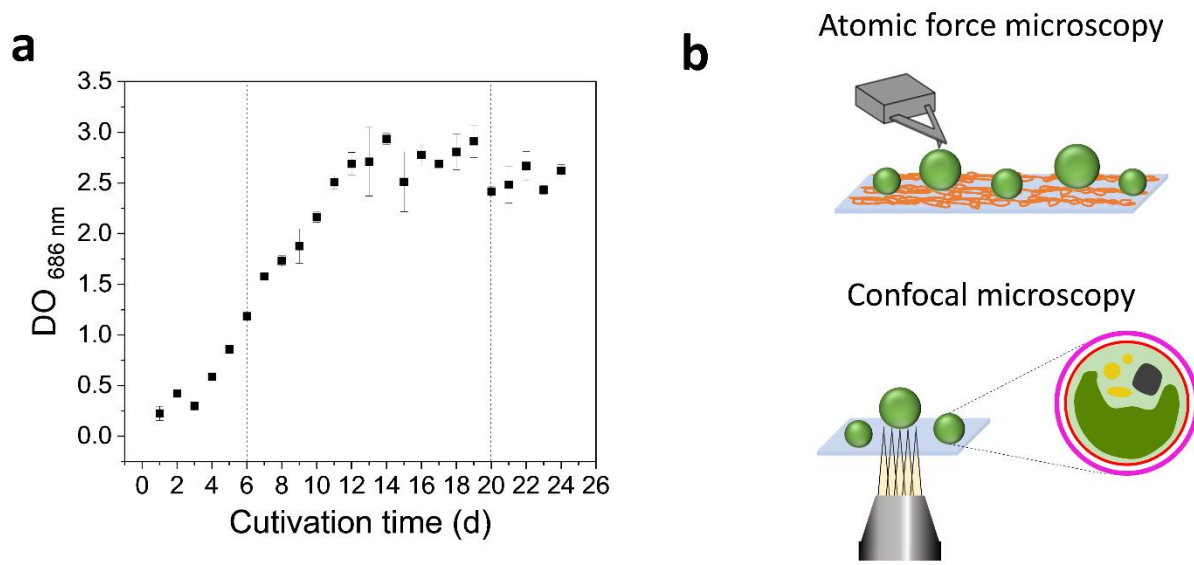 a
DO 686 nm
3.5
3.0
2.5
2.0
1.5
1.0
0.5
0.0
0 2 4 6 8 10 12 14 16 18 20 22 24 26
Cutivation time (d)
b
Atomic force microscopy
Confocal microscopy